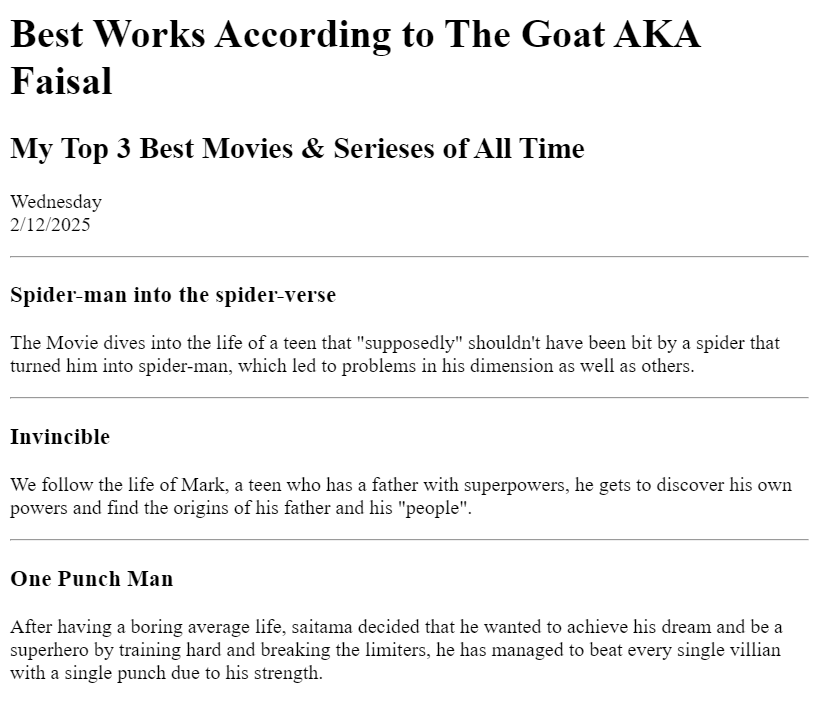 Best Works According to The Goat AKA
Faisal
My Top 3 Best Movies & Serieses of All Time
Wednesday
2/12/2025
Spider-man into the spider-verse
The Movie dives into the life of a teen that "supposedly" shouldn't have been bit by a spider that
turned him into spider-man, which led to problems in his dimension as well as others.
Invincible
We follow the life of Mark, a teen who has a father with superpowers, he gets to discover his own
powers and find the origins of his father and his "people".
One Punch Man
After having a boring average life, saitama decided that he wanted to achieve his dream and be a
superhero by training hard and breaking the limiters, he has managed to beat every single villian
with a single punch due to his strength.